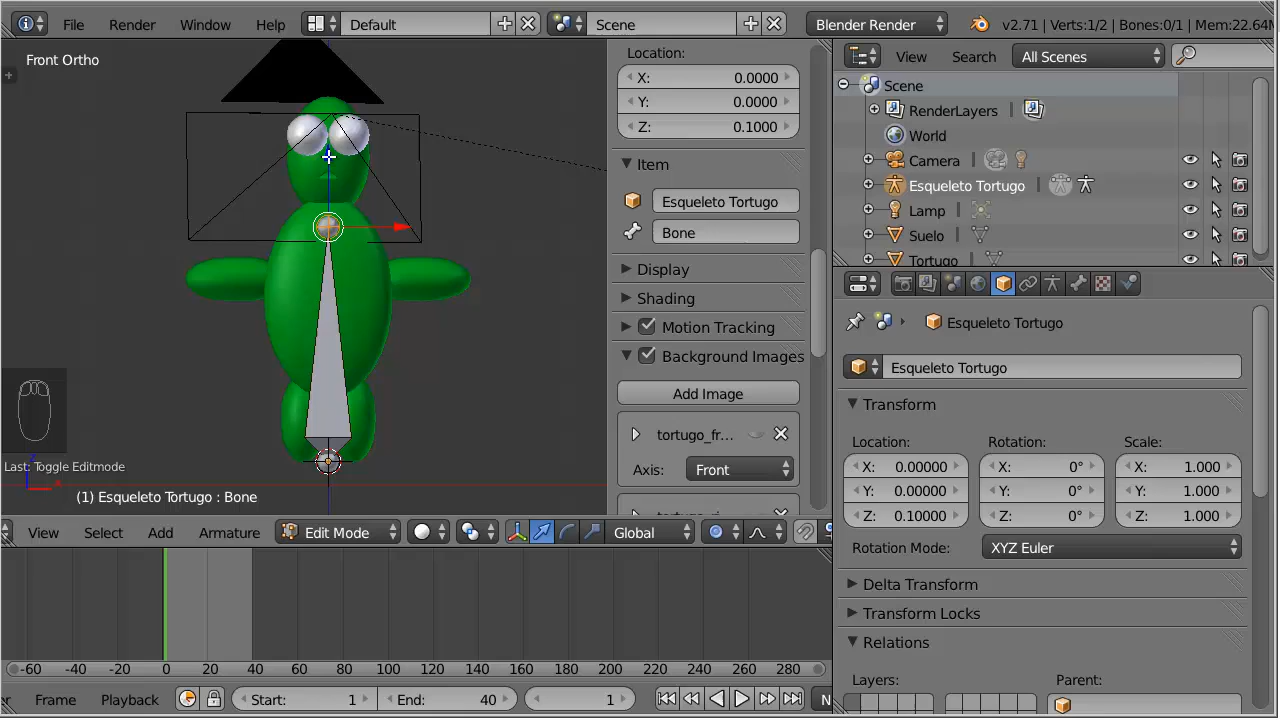 File Render Window Help Default Scene Blender Render v2.71 | Verts:1/2 | Bones:0/1 | Mem:22.64
Front Ortho
Location:
X: 0.0000
Y: 0.0000
Z: 0.1000
Item
Esqueleto Tortugo
Bone
Display
Shading
Motion Tracking
Background Images
Add Image
tortugo_fr...
Axis: Front
Last: Toggle Editmode
(1) Esqueleto Tortugo : Bone
View Select Add Armature Edit Mode Global
-60 -40 -20 0 20 40 60 80 100 120 140 160 180 200 220 240 260 280
Frame Playback Start: 1 End: 40 1
View Search All Scenes
Scene
RenderLayers
World
Camera
Esqueleto Tortugo
Lamp
Suelo
Tortugo
Esqueleto Tortugo
Esqueleto Tortugo
Transform
Location: Rotation: Scale:
X: 0.00000 X: 0° X: 1.000
Y: 0.00000 Y: 0° Y: 1.000
Z: 0.10000 Z: 0° Z: 1.000
Rotation Mode: XYZ Euler
Delta Transform
Transform Locks
Relations
Layers: Parent: